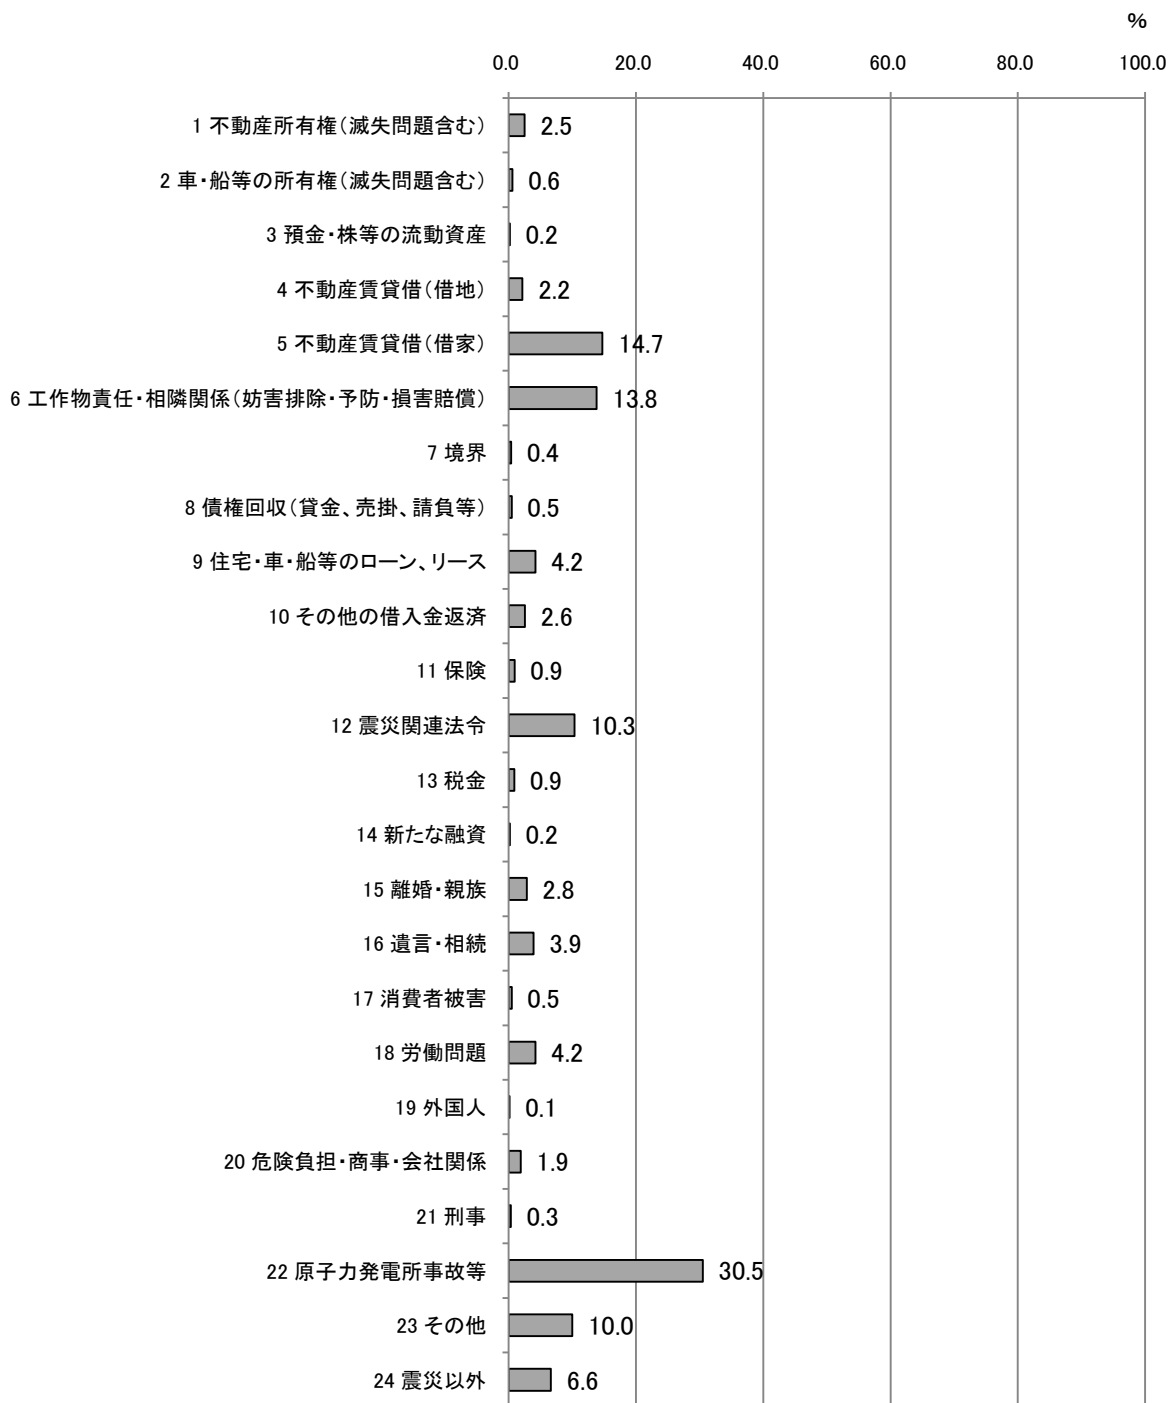 %
0.0 20.0 40.0 60.0 80.0 100.0
1 不動産所有権(滅失問題含む) 2.5
2 車・船等の所有権(滅失問題含む) 0.6
3 預金・株等の流動資産 0.2
4 不動産賃貸借(借地) 2.2
5 不動産賃貸借(借家) 14.7
6 工作物責任・相隣関係(妨害排除・予防・損害賠償) 13.8
7 境界 0.4
8 債権回収(貸金、売掛、請負等) 0.5
9 住宅・車・船等のローン、リース 4.2
10 その他の借入金返済 2.6
11 保険 0.9
12 震災関連法令 10.3
13 税金 0.9
14 新たな融資 0.2
15 離婚・親族 2.8
16 遺言・相続 3.9
17 消費者被害 0.5
18 労働問題 4.2
19 外国人 0.1
20 危険負担・商事・会社関係 1.9
21 刑事 0.3
22 原子力発電所事故等 30.5
23 その他 10.0
24 震災以外 6.6